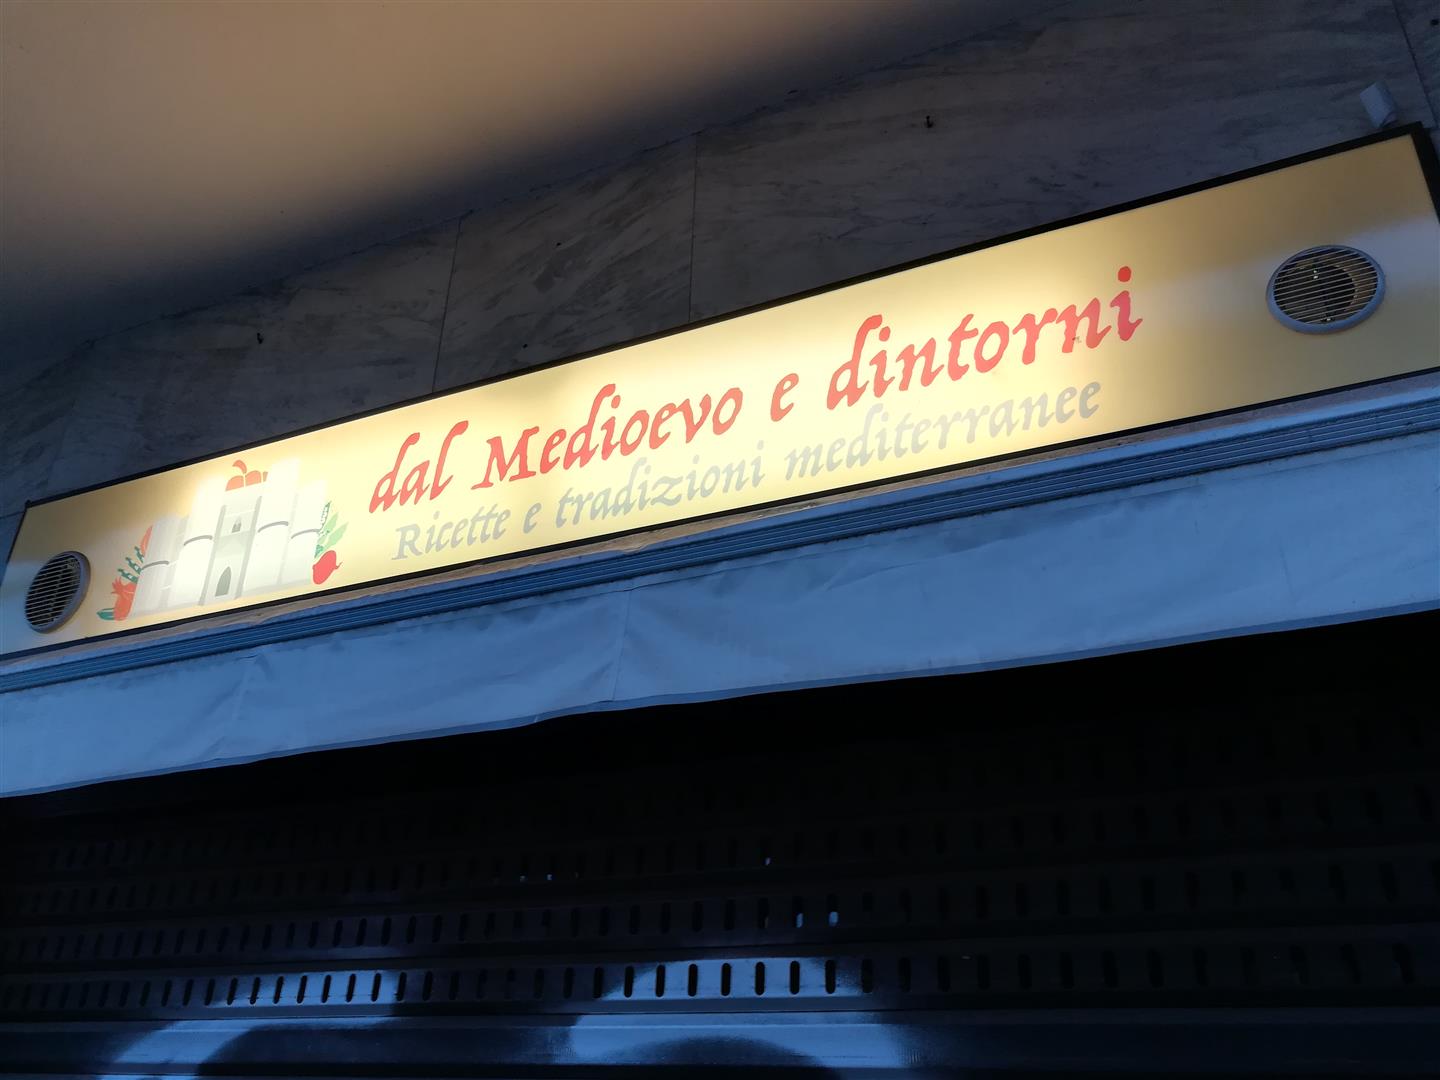 dal Medioevo e dintorni
Ricette e tradizioni mediterranee